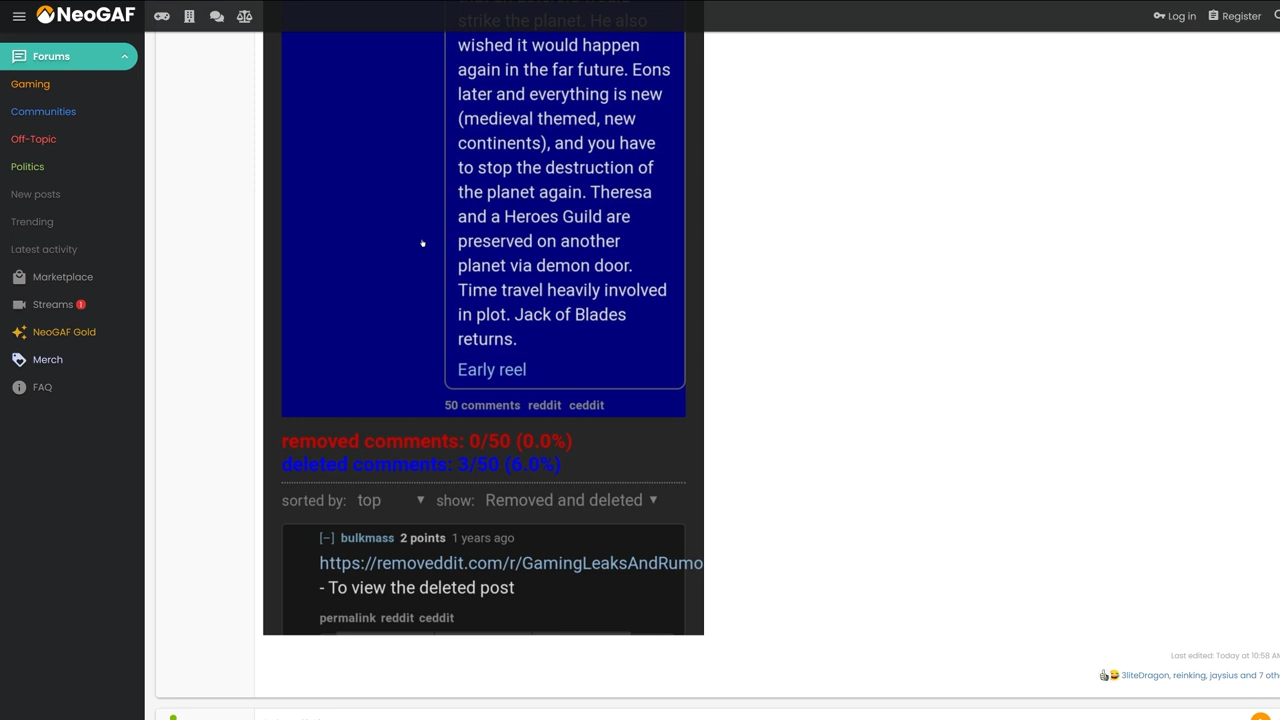 NeoGAF
Log in
Register
Forums
Gaming
Communities
Off-Topic
Politics
New posts
Trending
Latest activity
Marketplace
Streams 1
NeoGAF Gold
Merch
FAQ
strike the planet. He also
wished it would happen
again in the far future. Eons
later and everything is new
(medieval themed, new
continents), and you have
to stop the destruction of
the planet again. Theresa
and a Heroes Guild are
preserved on another
planet via demon door.
Time travel heavily involved
in plot. Jack of Blades
returns.
Early reel
50 comments reddit ceddit
removed comments: 0/50 (0.0%)
deleted comments: 3/50 (6.0%)
sorted by: top ▼ show: Removed and deleted ▼
[–] bulkmass 2 points 1 years ago
https://removeddit.com/r/GamingLeaksAndRumo
- To view the deleted post
permalink reddit ceddit
Last edited: Today at 10:58 AM
3liteDragon, reinking, jaysius and 7 oth